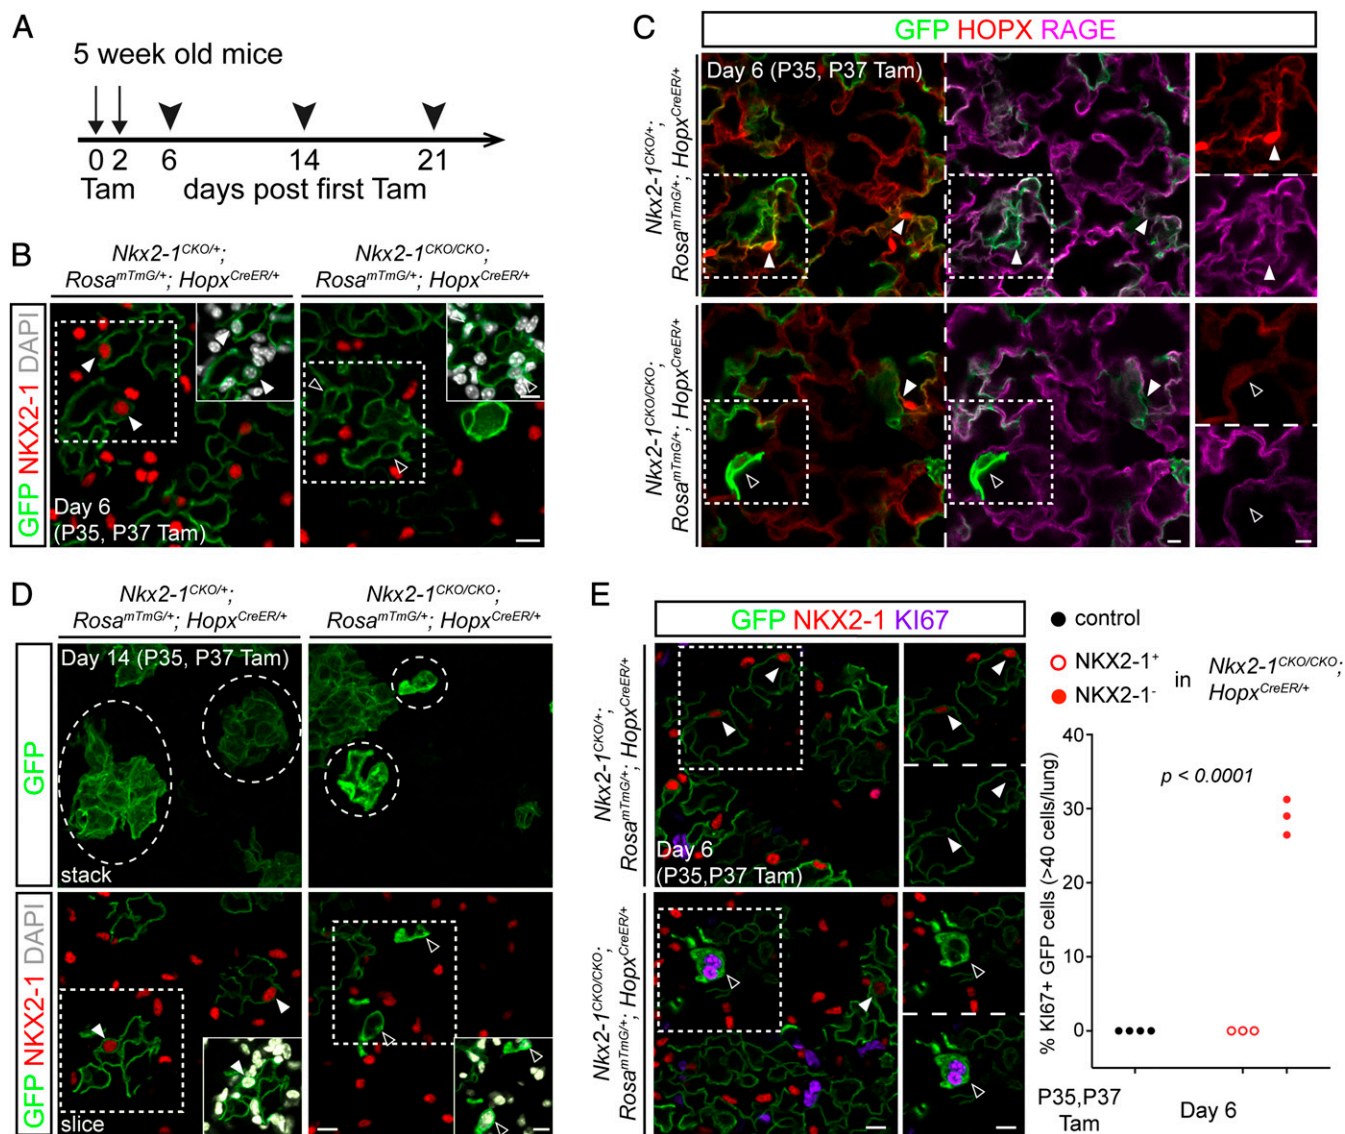 A
5 week old mice
0 2 6 14 21
Tam days post first Tam
B
Nkx2-1CKO/+;
RosamTmG/+; HopxCreER/+
Nkx2-1CKO/CKO;
RosamTmG/+; HopxCreER/+
GFP NKX2-1 DAPI
Day 6
(P35, P37 Tam)
C
GFP HOPX RAGE
Nkx2-1CKO/+;
RosamTmG/+; HopxCreER/+
Day 6 (P35, P37 Tam)
Nkx2-1CKO/CKO;
RosamTmG/+; HopxCreER/+
D
Nkx2-1CKO/+;
RosamTmG/+; HopxCreER/+
Nkx2-1CKO/CKO;
RosamTmG/+; HopxCreER/+
GFP
Day 14 (P35, P37 Tam)
stack
GFP NKX2-1 DAPI
slice
E
GFP NKX2-1 KI67
Nkx2-1CKO/+;
RosamTmG/+; HopxCreER/+
Day 6
(P35,P37 Tam)
Nkx2-1CKO/CKO;
RosamTmG/+; HopxCreER/+
control
NKX2-1+
NKX2-1-
in
Nkx2-1CKO/CKO;
HopxCreER/+
% KI67+ GFP cells (>40 cells/lung)
40
30
20
10
0
p < 0.0001
P35,P37
Tam
Day 6